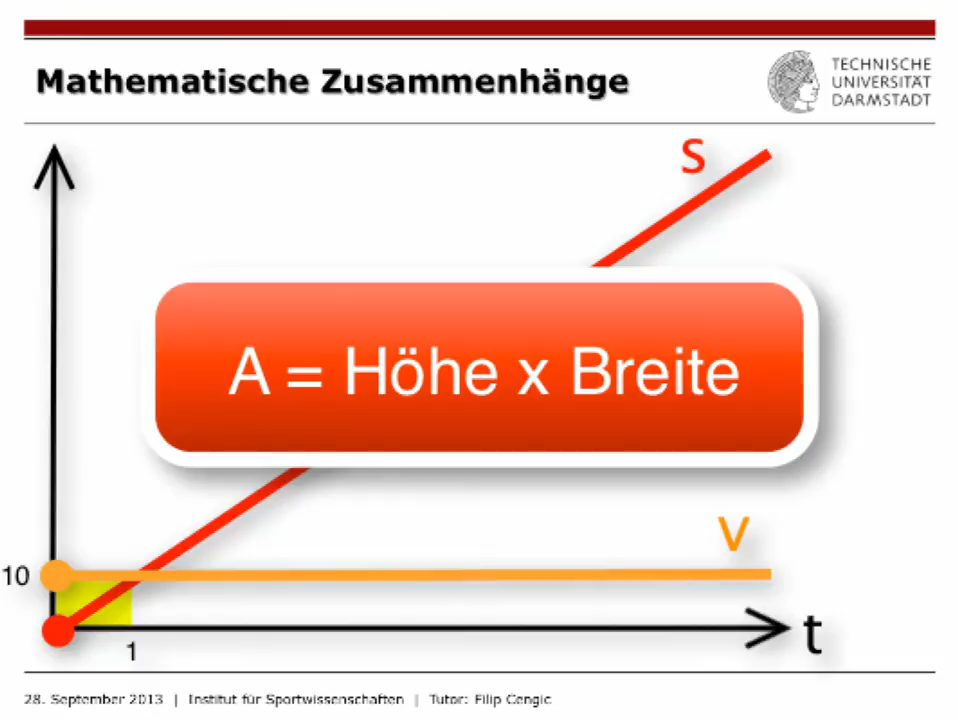 Mathematische Zusammenhänge
TECHNISCHE
UNIVERSITÄT
DARMSTADT
S
A = Höhe x Breite
V
10
t
1
28. September 2013 | Institut für Sportwissenschaften | Tutor: Filip Cengic